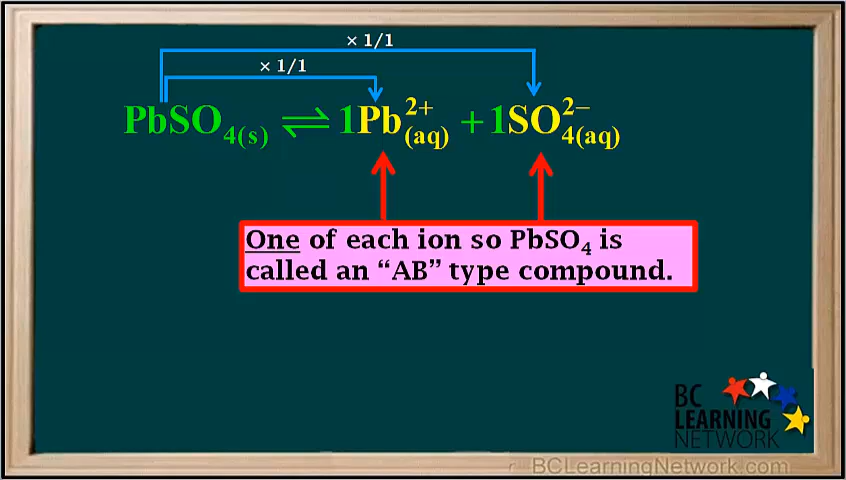 × 1/1
× 1/1
PbSO₄(s) ⇌ 1Pb²⁺(aq) + 1SO₄²⁻(aq)
One of each ion so PbSO₄ is
called an “AB” type compound.
BC
LEARNING
NETWORK
BCLearningNetwork.com